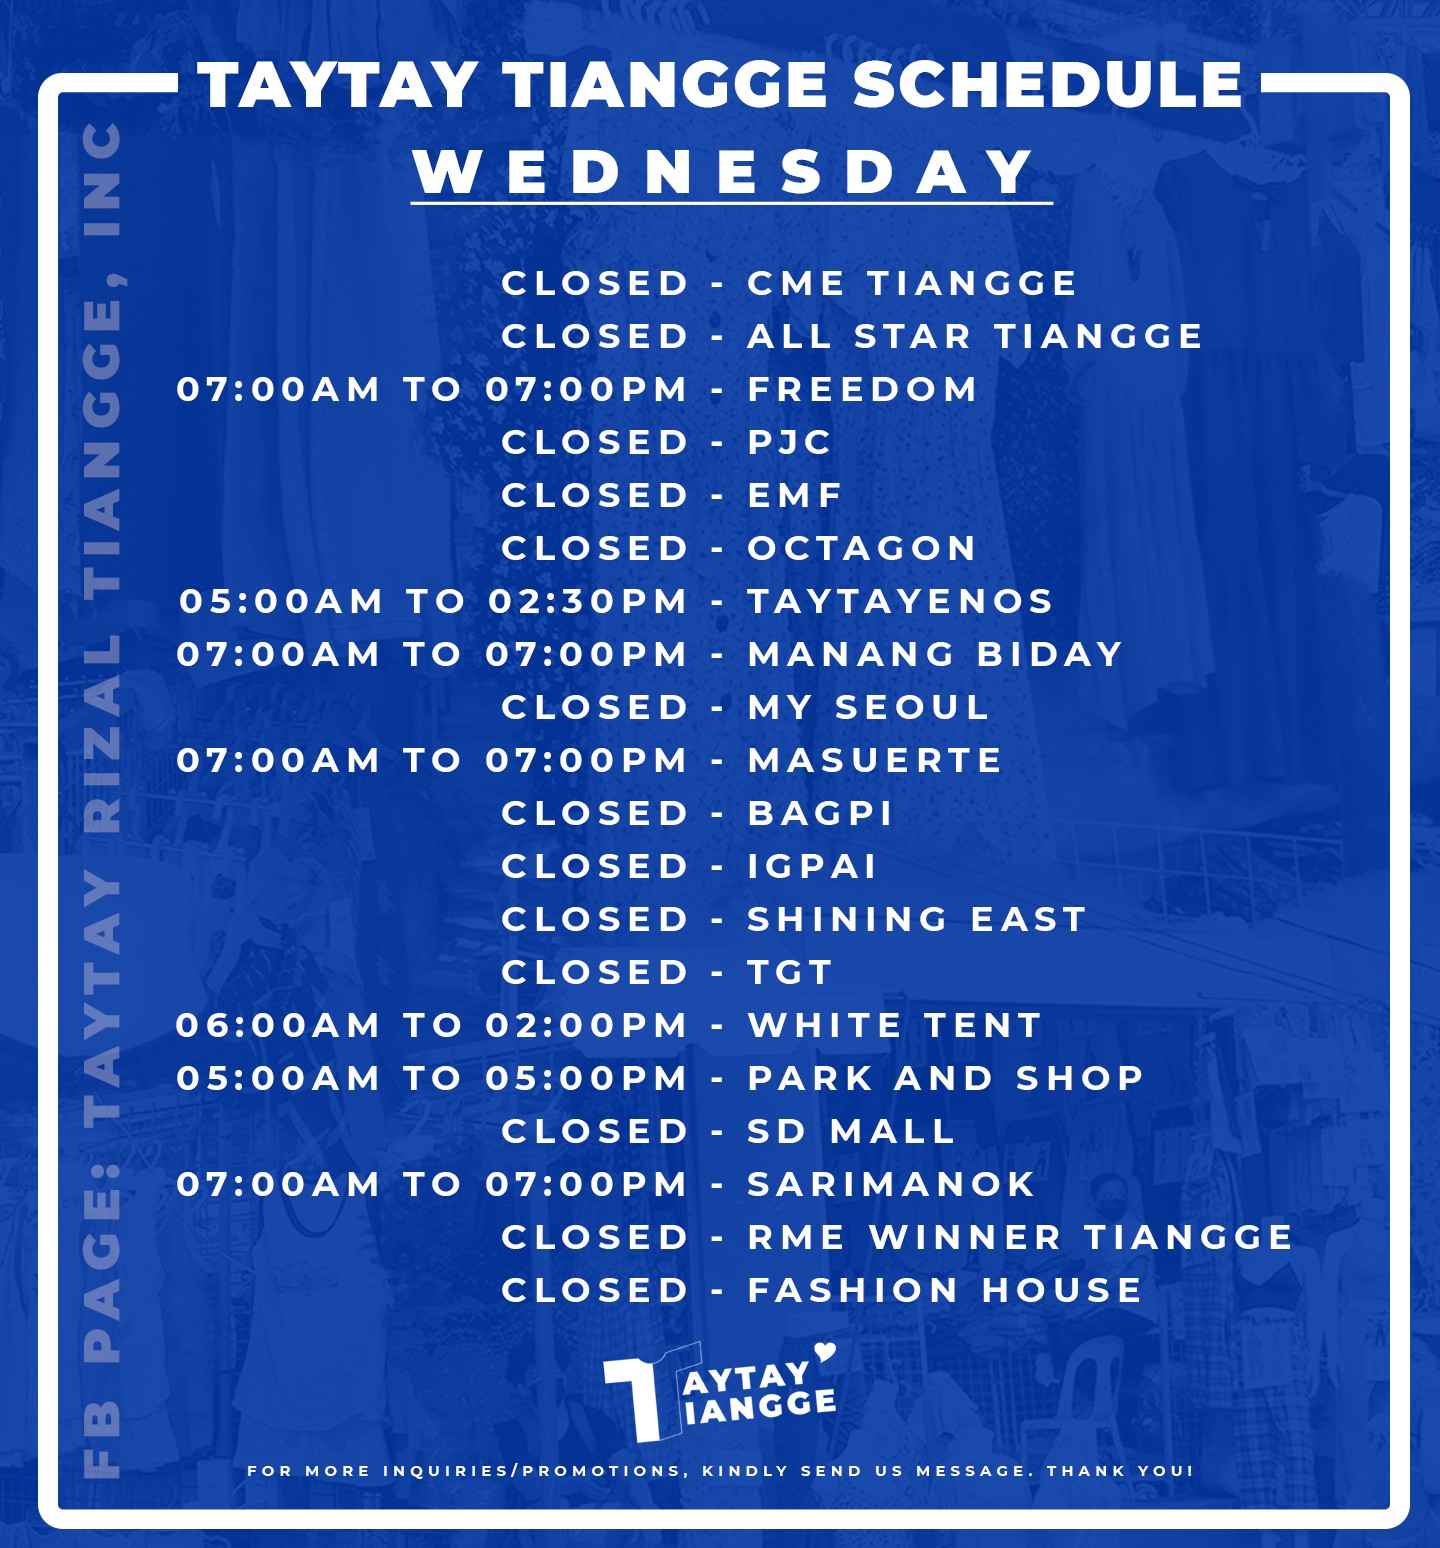 TAYTAY TIANGGE SCHEDULE
WEDNESDAY
CLOSED - CME TIANGGE
CLOSED - ALL STAR TIANGGE
07:00AM TO 07:00PM - FREEDOM
CLOSED - PJC
CLOSED - EMF
CLOSED - OCTAGON
05:00AM TO 02:30PM - TAYTAYENOS
07:00AM TO 07:00PM - MANANG BIDAY
CLOSED - MY SEOUL
07:00AM TO 07:00PM - MASUERTE
CLOSED - BAGPI
CLOSED - IGPAI
CLOSED - SHINING EAST
CLOSED - TGT
06:00AM TO 02:00PM - WHITE TENT
05:00AM TO 05:00PM - PARK AND SHOP
CLOSED - SD MALL
07:00AM TO 07:00PM - SARIMANOK
CLOSED - RME WINNER TIANGGE
CLOSED - FASHION HOUSE
TAYTAY
TIANGGE
FOR MORE INQUIRIES/PROMOTIONS, KINDLY SEND US MESSAGE. THANK YOU!
FB PAGE: TAYTAY RIZAL TIANGGE, INC